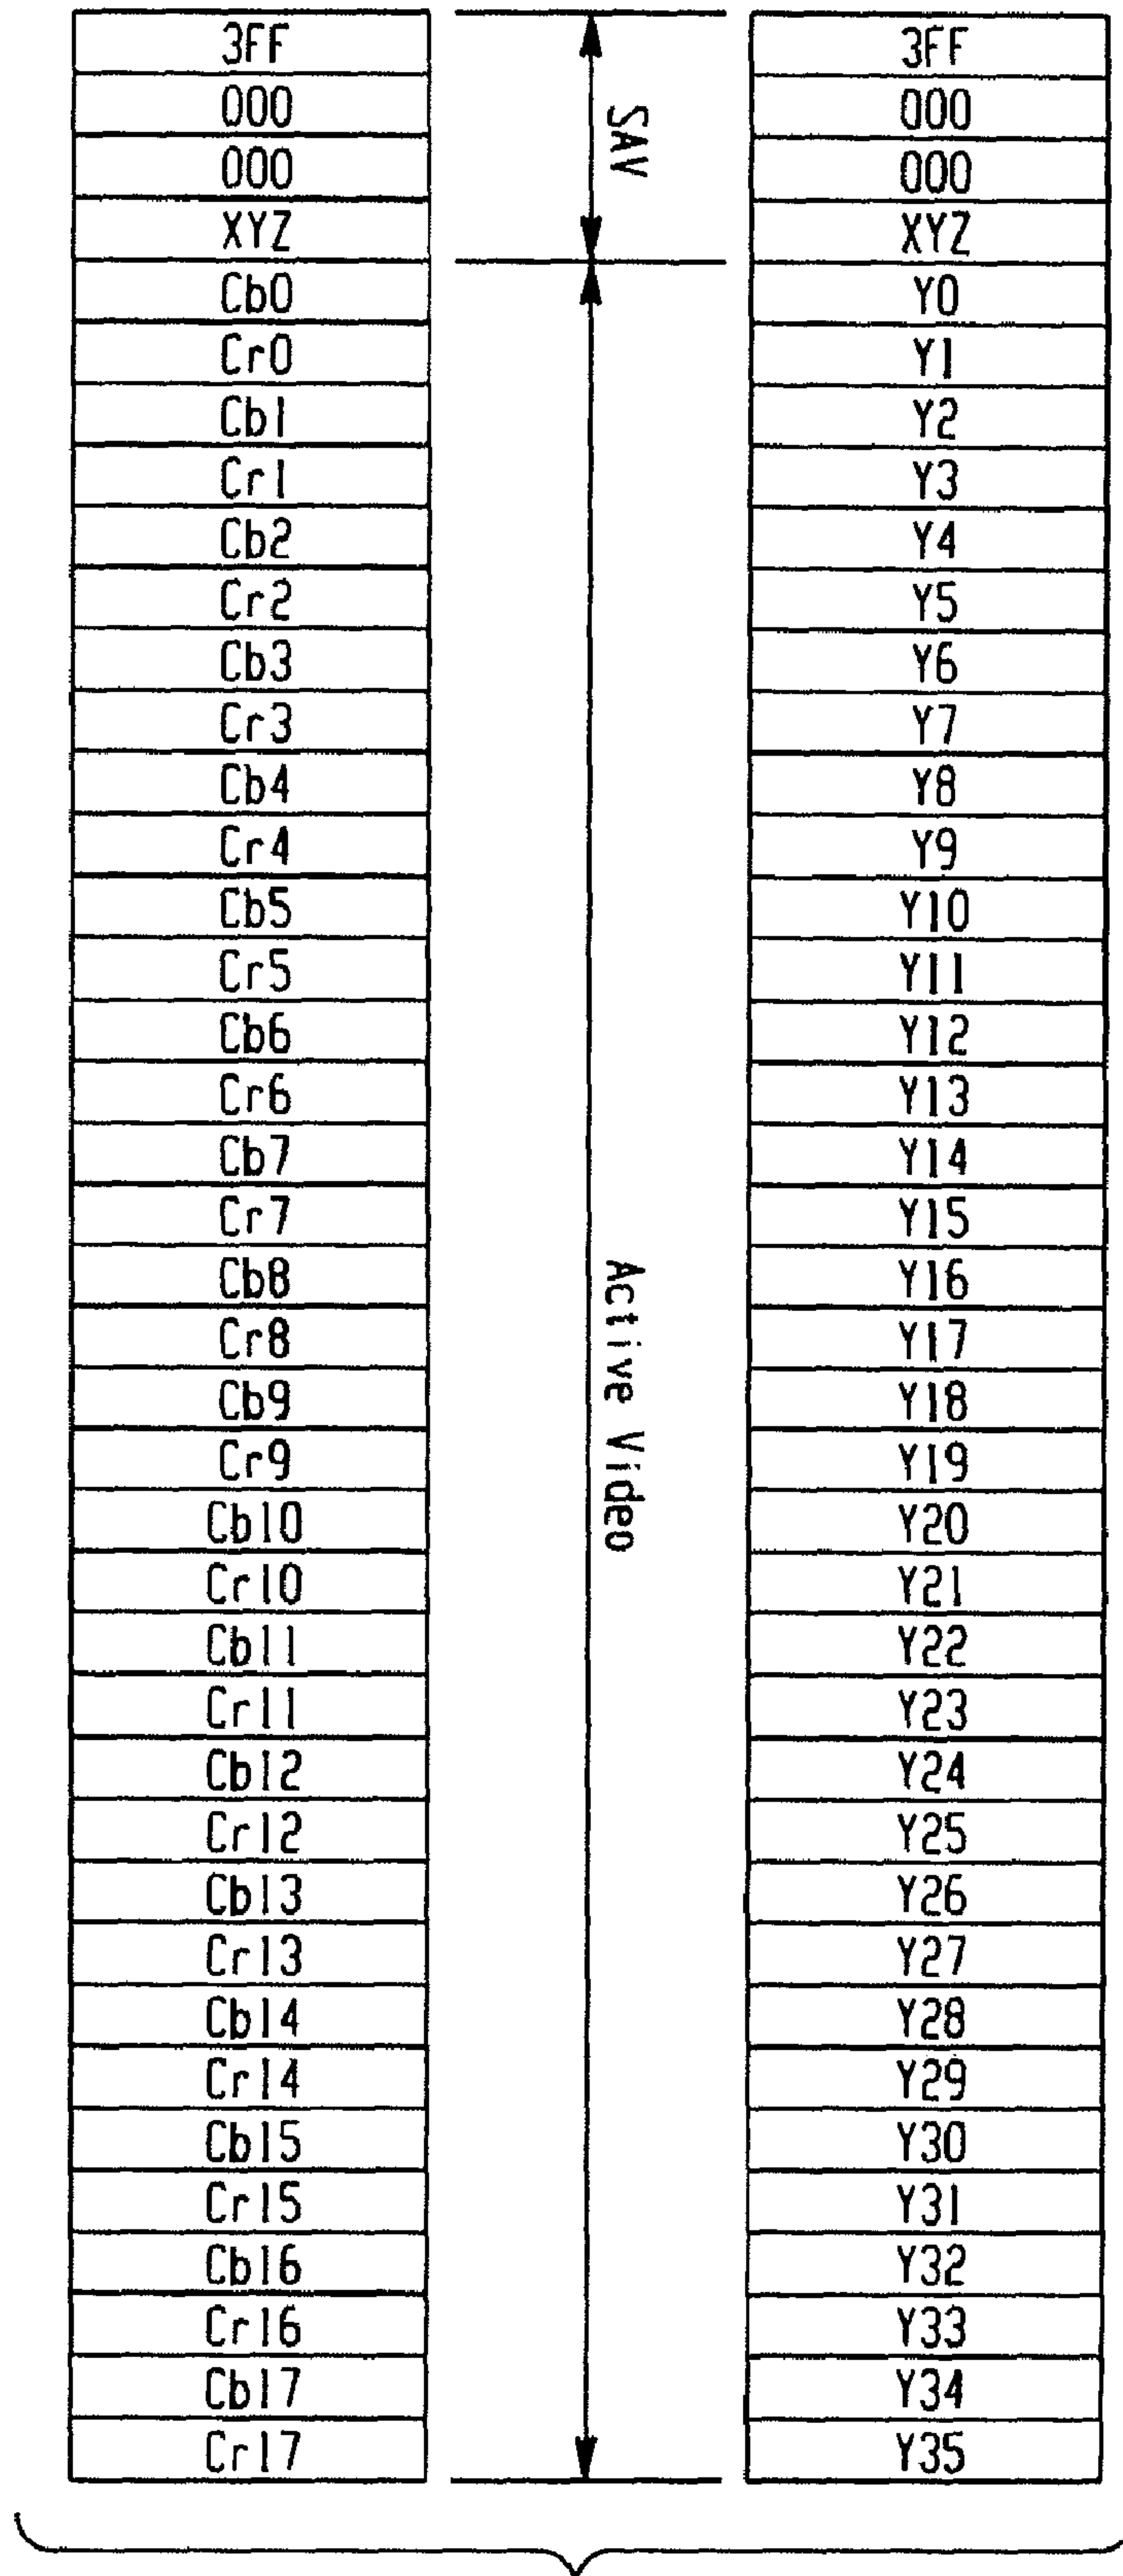 3FF
000
000
XYZ
Cb0
Cr0
Cb1
Cr1
Cb2
Cr2
Cb3
Cr3
Cb4
Cr4
Cb5
Cr5
Cb6
Cr6
Cb7
Cr7
Cb8
Cr8
Cb9
Cr9
Cb10
Cr10
Cb11
Cr11
Cb12
Cr12
Cb13
Cr13
Cb14
Cr14
Cb15
Cr15
Cb16
Cr16
Cb17
Cr17
SAV
Active Video
3FF
000
000
XYZ
Y0
Y1
Y2
Y3
Y4
Y5
Y6
Y7
Y8
Y9
Y10
Y11
Y12
Y13
Y14
Y15
Y16
Y17
Y18
Y19
Y20
Y21
Y22
Y23
Y24
Y25
Y26
Y27
Y28
Y29
Y30
Y31
Y32
Y33
Y34
Y35